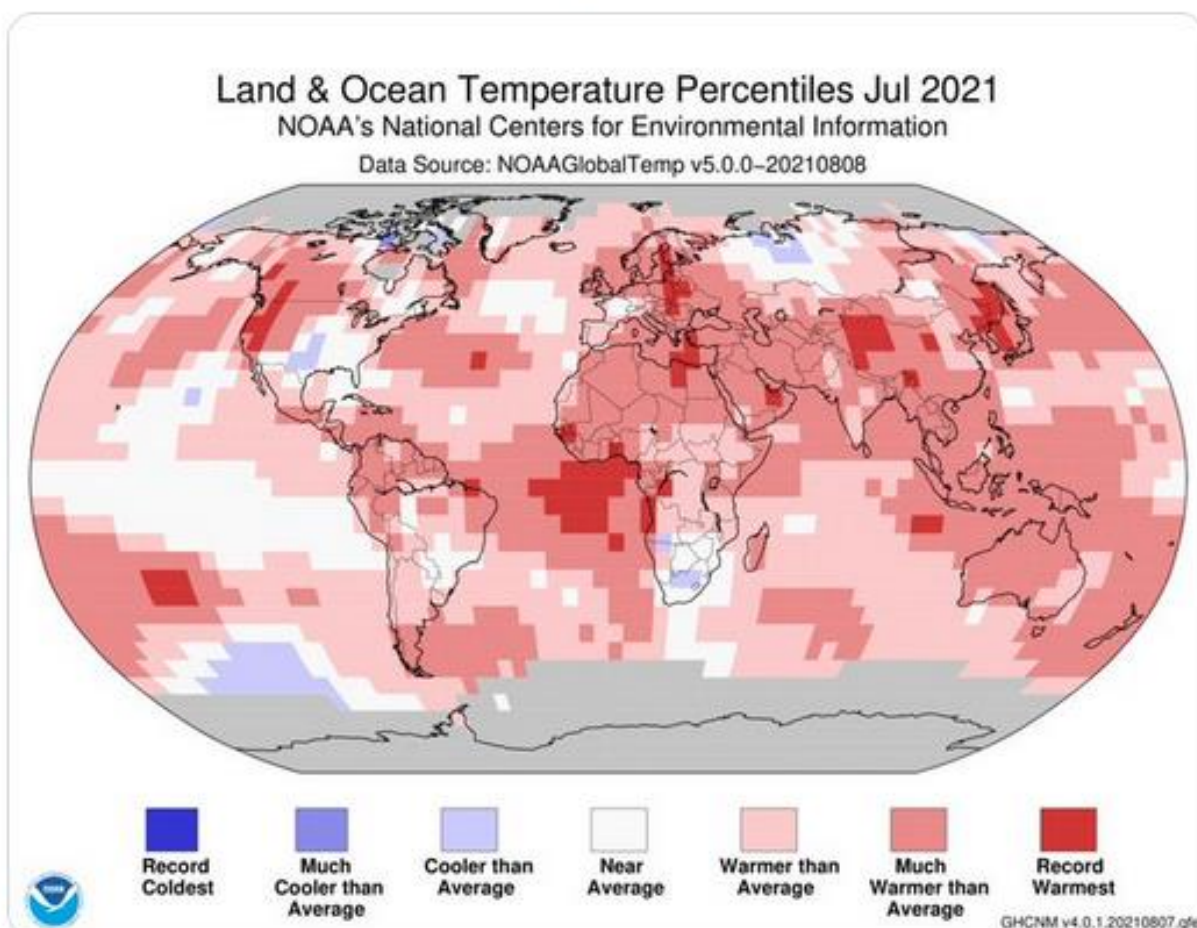 Land & Ocean Temperature Percentiles Jul 2021
NOAA's National Centers for Environmental Information
Data Source: NOAAGlobalTemp v5.0.0–20210808
Record
Coldest
Much
Cooler than
Average
Cooler than
Average
Near
Average
Warmer than
Average
Much
Warmer than
Average
Record
Warmest
NOAA
GHCNM v4.0.1.20210807.qfe